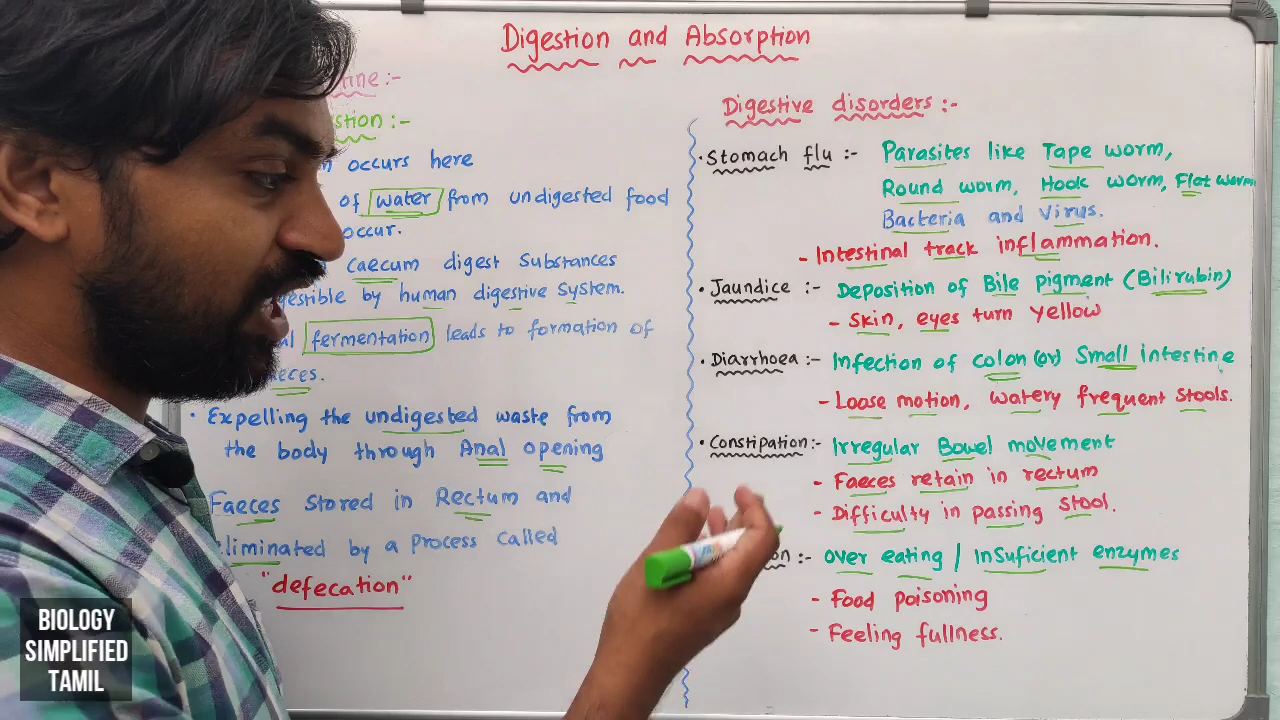 Digestion and Absorption
stion :-
occurs here
of water from undigested food
occur.
caecum digest Substances
gestible by human digestive System.
fermentation leads to formation of
eces.
• Expelling the undigested waste from
the body through Anal opening
Faeces Stored in Rectum and
eliminated by a Process Called
"defecation"
Digestive disorders :-
• Stomach flu :- Parasites like Tape worm,
Round worm, Hook worm, Flat worm
Bacteria and Virus.
- Intestinal track inflammation.
• Jaundice :- Deposition of Bile pigment (Bilirubin)
- Skin, eyes turn Yellow
• Diarrhoea :- Infection of colon (or) Small intestine
- Loose motion, watery frequent Stools.
• Constipation :- Irregular Bowel movement
- Faeces retain in rectum
- Difficulty in passing Stool.
on :- Over eating / InSuficient enzymes
- Food poisoning
- Feeling fullness.
BIOLOGY
SIMPLIFIED
TAMIL